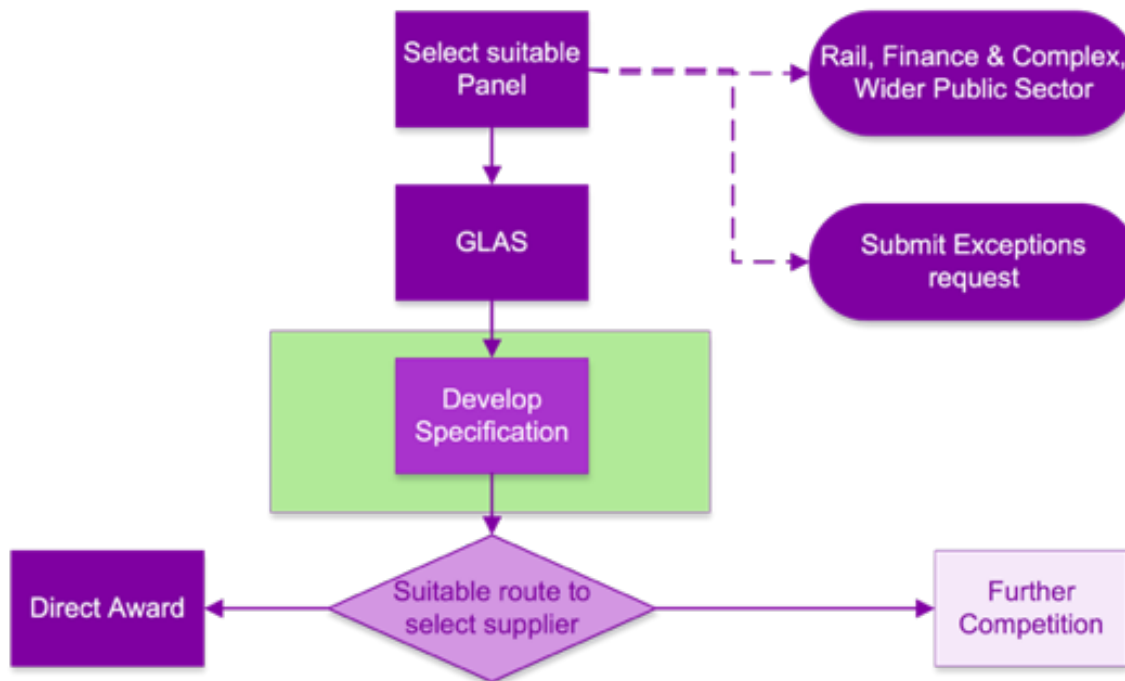 Select suitable
Panel
Rail, Finance & Complex,
Wider Public Sector
GLAS
Submit Exceptions
request
Develop
Specification
Direct Award
Suitable route to
select supplier
Further
Competition